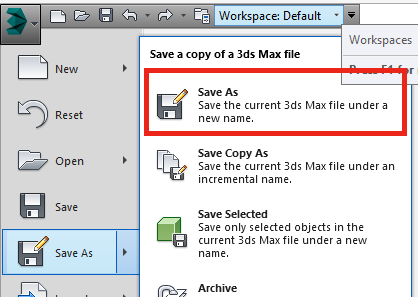 Workspace: Default
Workspaces
Press F1 for
Save a copy of a 3ds Max file
New
Reset
Open
Save
Save As
Save As
Save the current 3ds Max file under a
new name.
Save Copy As
Save the current 3ds Max file under an
incremental name.
Save Selected
Save only selected objects in the
current 3ds Max file under a new
name.
Archive